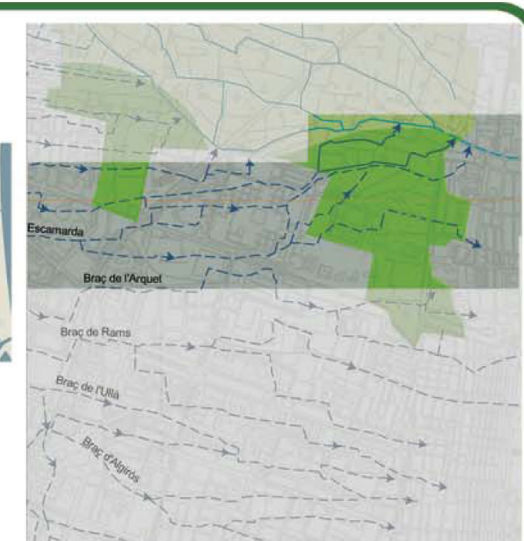 Escamarda
Braç de l'Arquet
Braç de Rams
Braç de l'Ullà
Braç d'Algirós